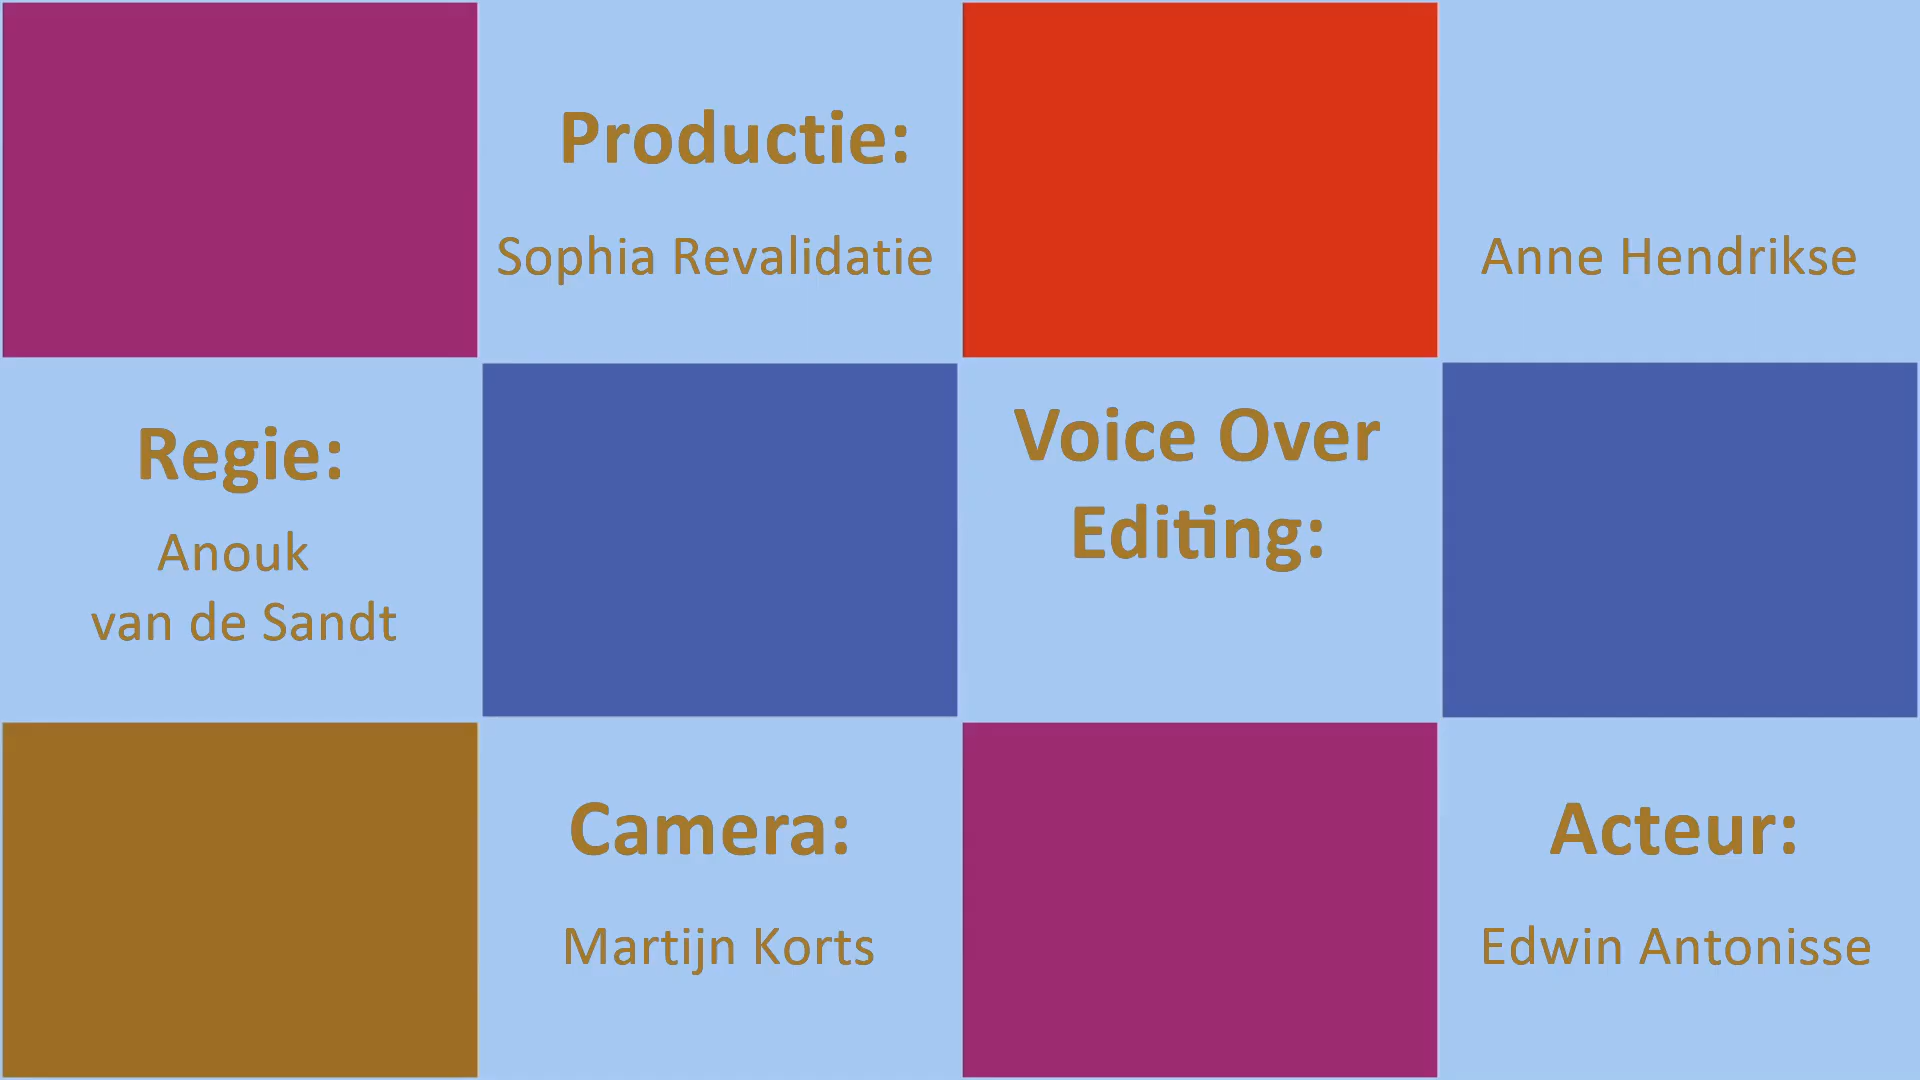 Productie:
Sophia Revalidatie
Anne Hendrikse
Regie:
Anouk
van de Sandt
Voice Over
Editing:
Camera:
Martijn Korts
Acteur:
Edwin Antonisse